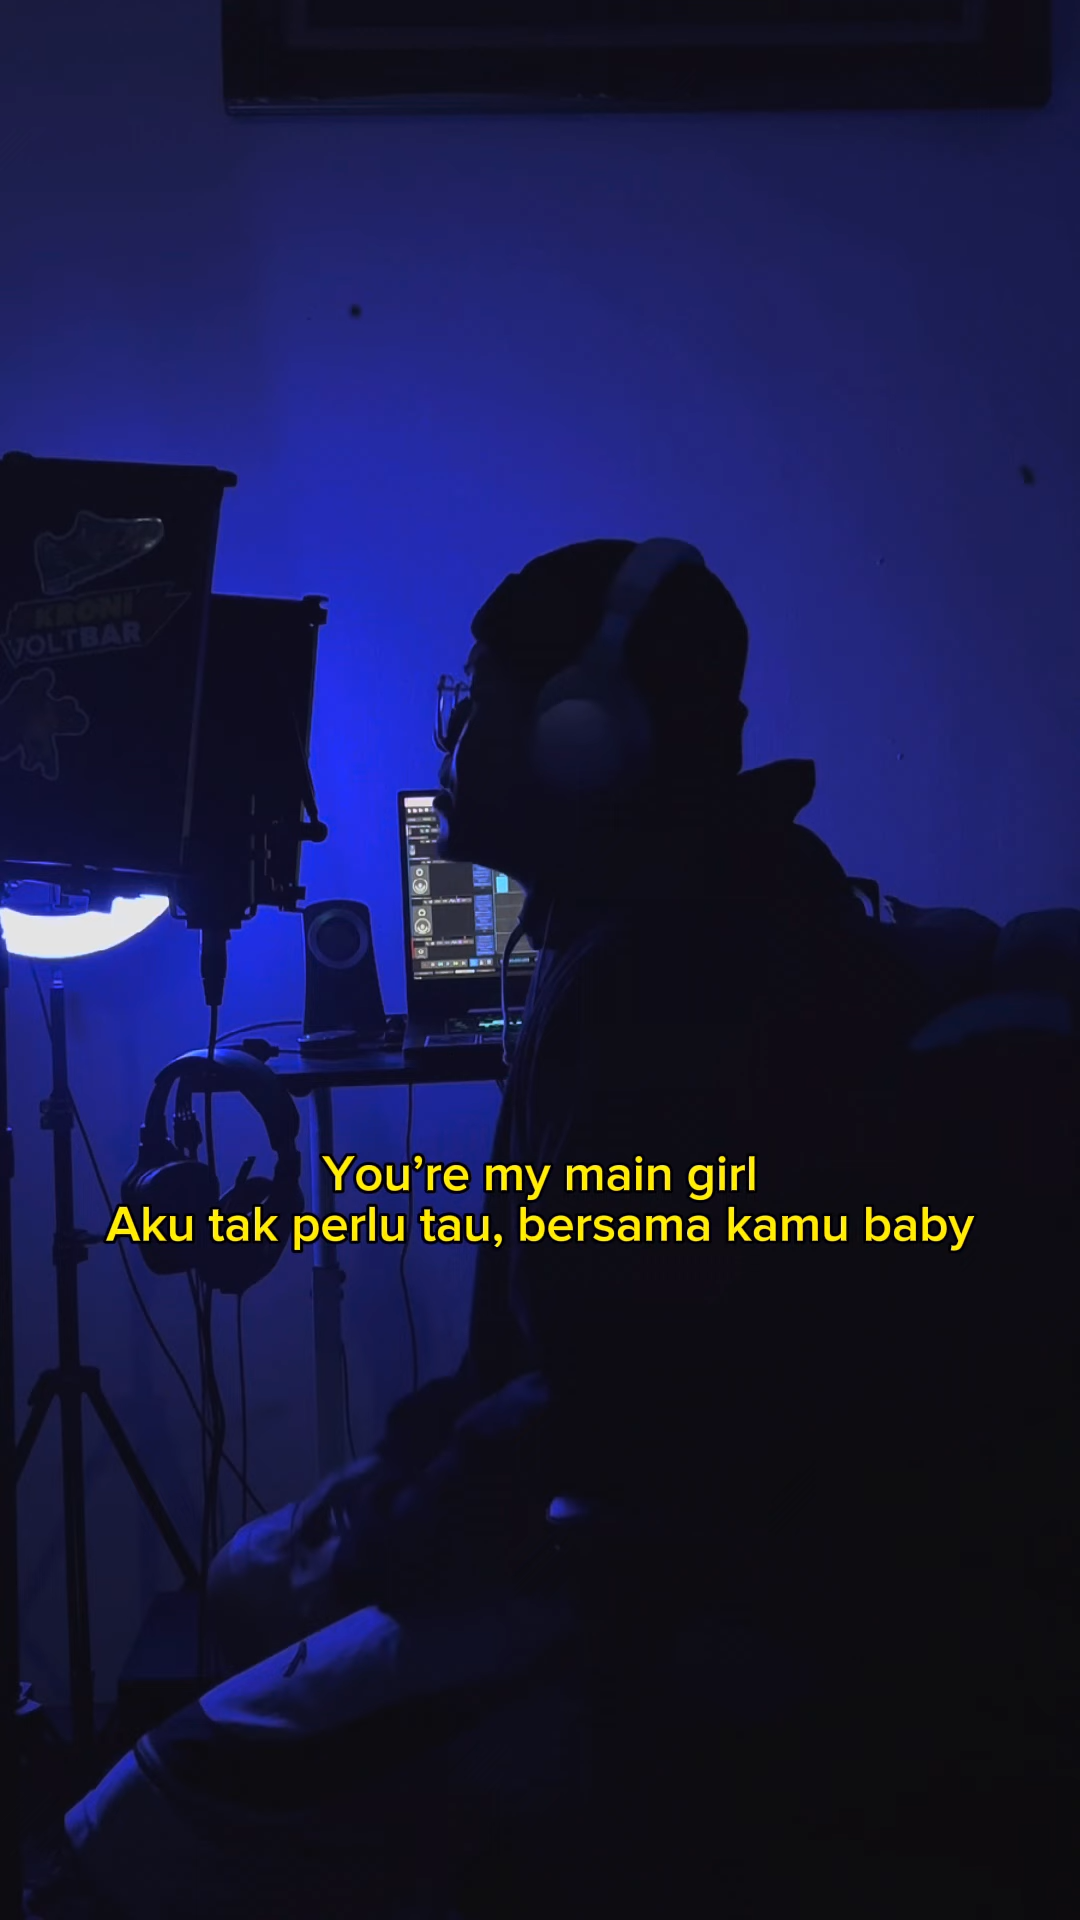 KRONI
VOLTBAR
You’re my main girl
Aku tak perlu tau, bersama kamu baby